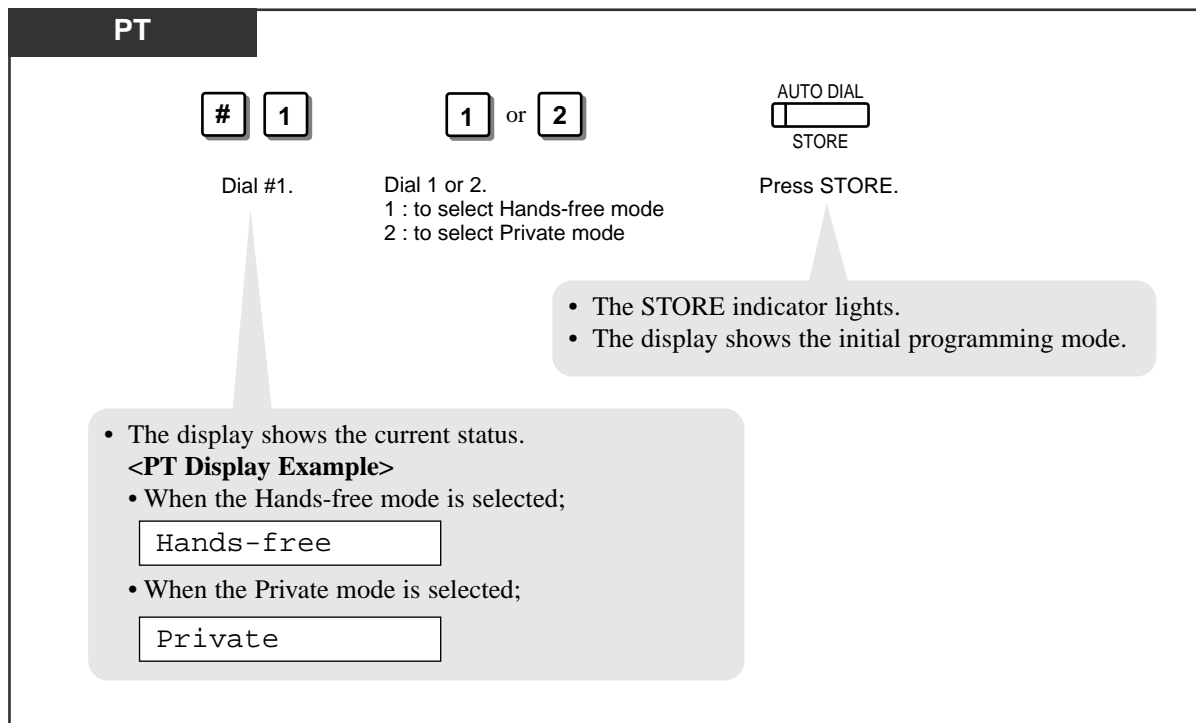 PT
# 1 1 or 2 AUTO DIAL
STORE
Dial #1.
Dial 1 or 2.
1 : to select Hands-free mode
2 : to select Private mode
Press STORE.
• The STORE indicator lights.
• The display shows the initial programming mode.
• The display shows the current status.
<PT Display Example>
• When the Hands-free mode is selected;
Hands-free
• When the Private mode is selected;
Private